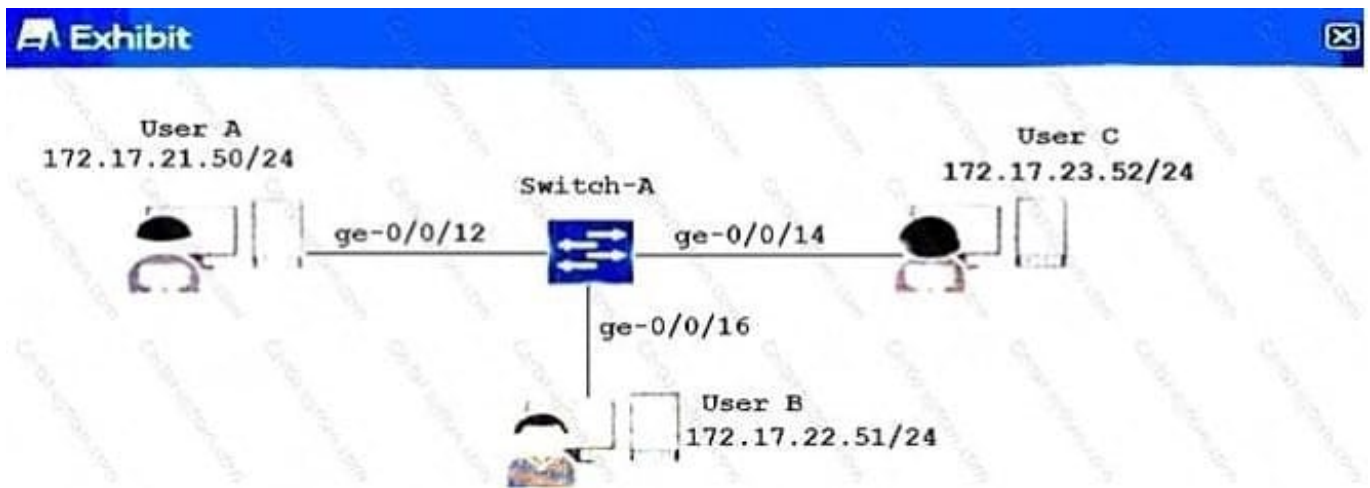 Exhibit
User A
172.17.21.50/24
User C
172.17.23.52/24
Switch-A
ge-0/0/12
ge-0/0/14
ge-0/0/16
User B
172.17.22.51/24